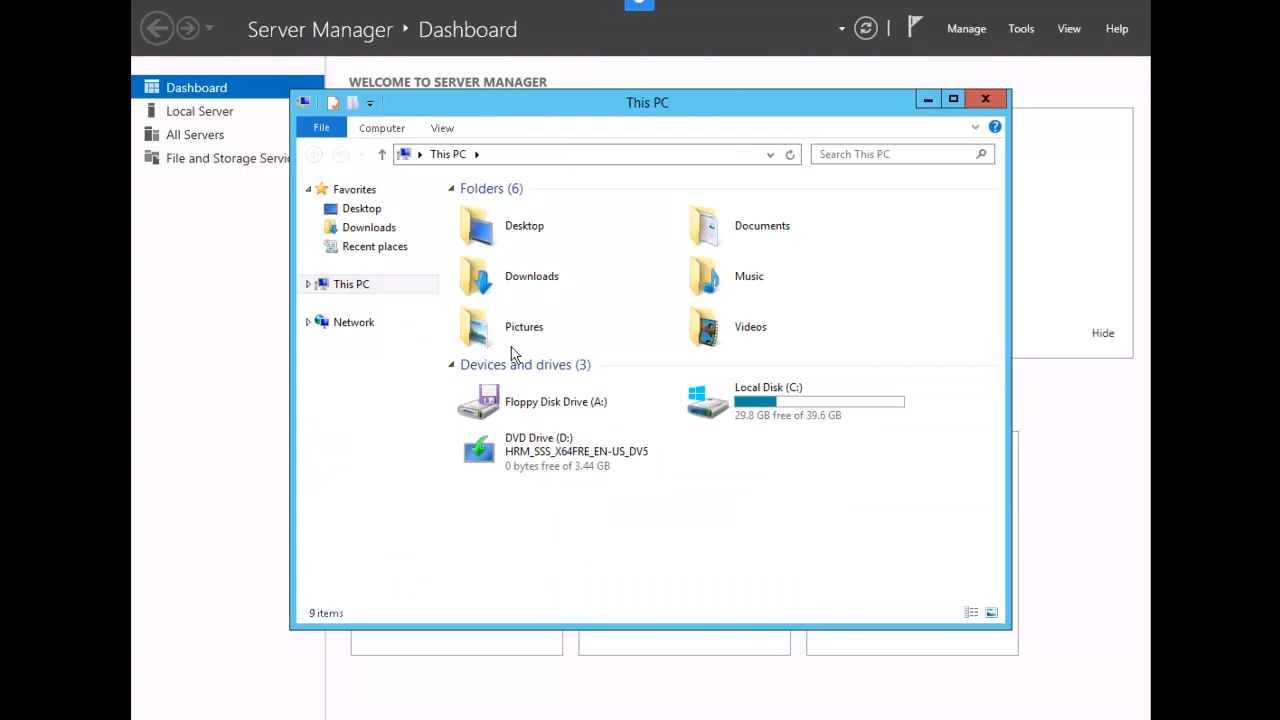 Server Manager ‣ Dashboard
Manage
Tools
View
Help
Dashboard
Local Server
All Servers
File and Storage Servi
WELCOME TO SERVER MANAGER
Hide
This PC
File
Computer
View
This PC
Search This PC
Favorites
Desktop
Downloads
Recent places
This PC
Network
Folders (6)
Desktop
Documents
Downloads
Music
Pictures
Videos
Devices and drives (3)
Floppy Disk Drive (A:)
Local Disk (C:)
29.8 GB free of 39.6 GB
DVD Drive (D:)
HRM_SSS_X64FRE_EN-US_DV5
0 bytes free of 3.44 GB
9 items